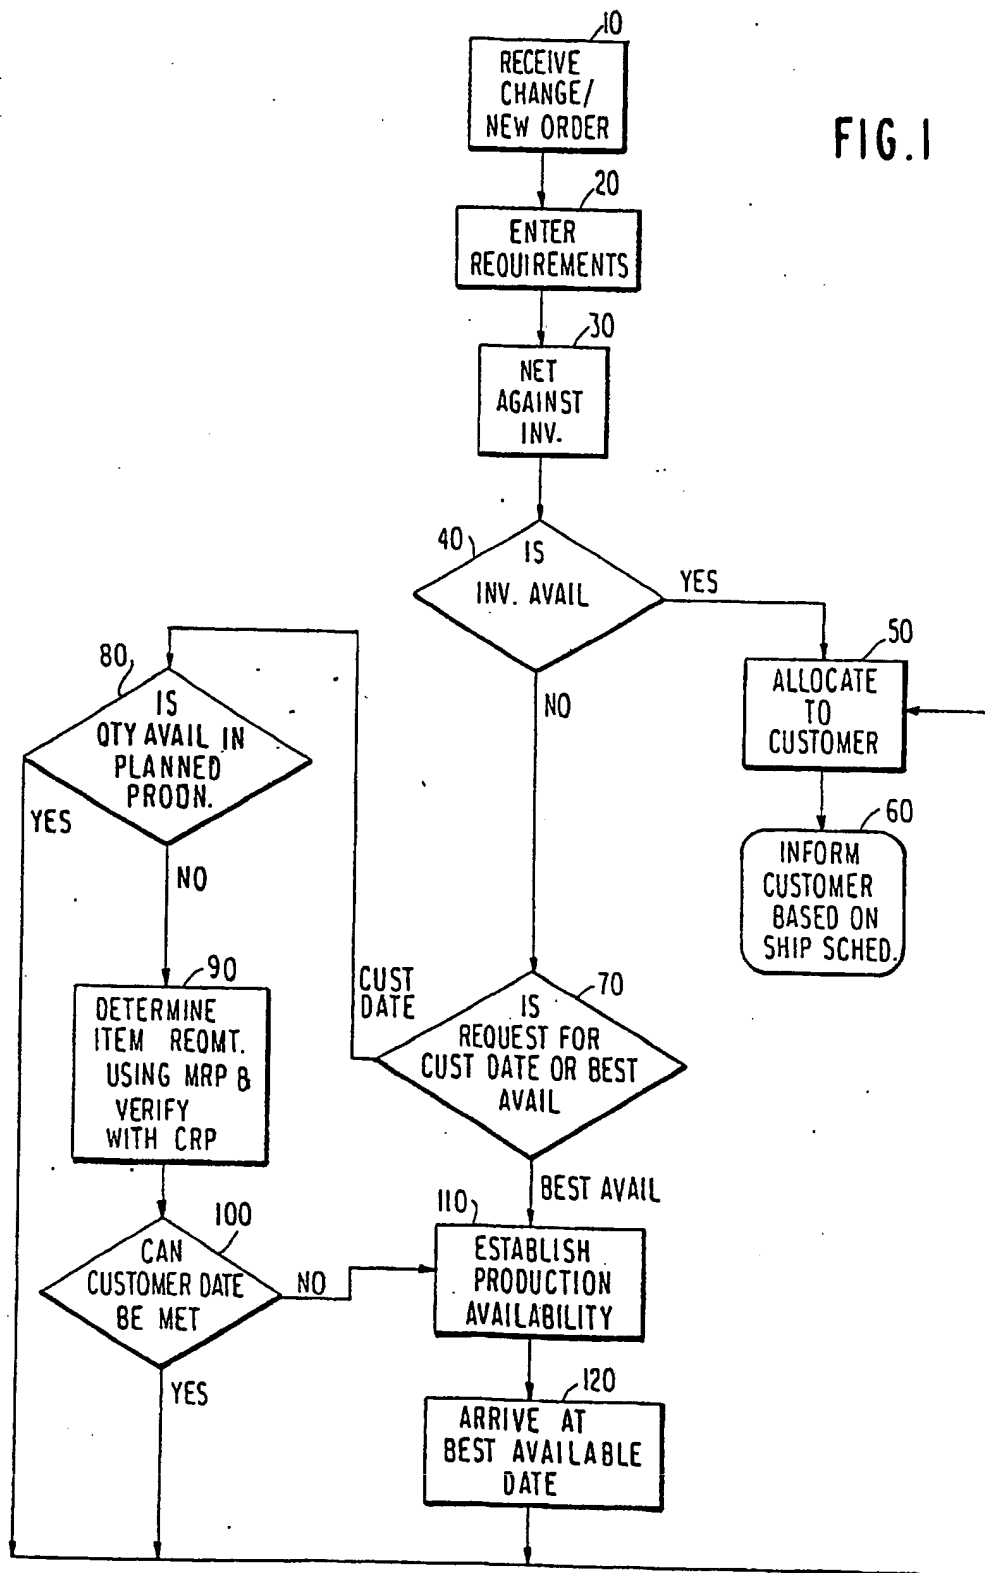 10
RECEIVE
CHANGE/
NEW ORDER
FIG.1
20
ENTER
REQUIREMENTS
30
NET
AGAINST
INV.
40
IS
INV. AVAIL
YES
NO
50
ALLOCATE
TO
CUSTOMER
60
INFORM
CUSTOMER
BASED ON
SHIP SCHED.
80
IS
QTY AVAIL IN
PLANNED
PRODN.
YES
NO
CUST
DATE
70
IS
REQUEST FOR
CUST DATE OR BEST
AVAIL
BEST AVAIL
90
DETERMINE
ITEM REQMT.
USING MRP &
VERIFY
WITH CRP
100
CAN
CUSTOMER DATE
BE MET
NO
YES
110
ESTABLISH
PRODUCTION
AVAILABILITY
120
ARRIVE AT
BEST AVAILABLE
DATE